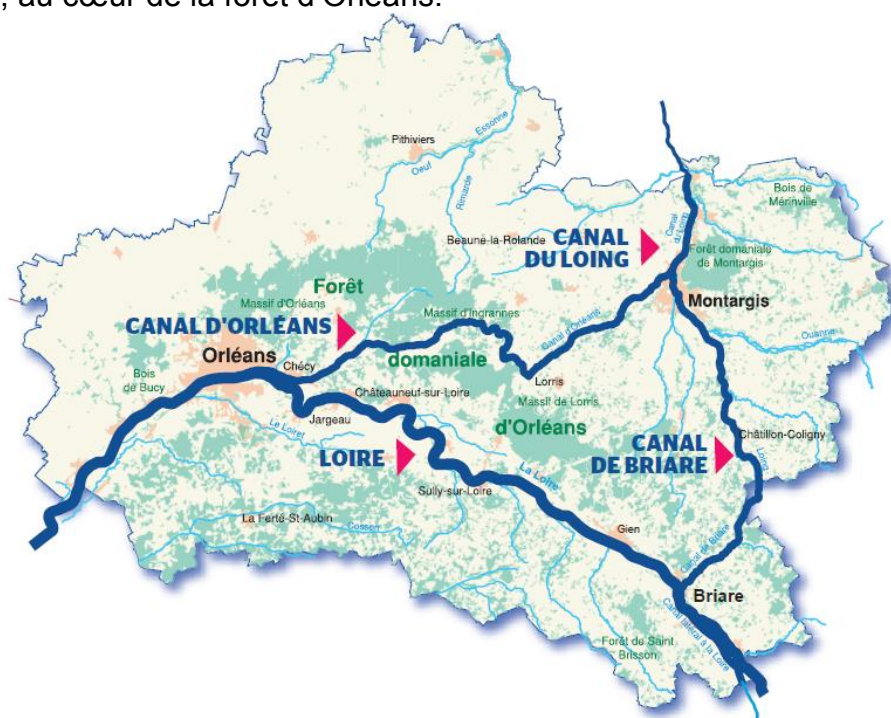 , au cœur de la forêt d'Orléans.
Pithiviers
Essonne
Oeuf
Rimarde
Bois de
Mérinville
Beaune-la-Rolande
CANAL
DU LOING
Canal
du Loing
Forêt domaniale
de Montargis
Forêt
Massif d'Orléans
Massif d'Ingrannes
Montargis
CANAL D'ORLÉANS
Orléans
Chécy
domaniale
Canal d'Orléans
Ouanne
Bois
de Bucy
Châteauneuf-sur-Loire
Lorris
Massif de Lorris
Jargeau
d'Orléans
Le Loiret
LOIRE
CANAL
DE BRIARE
Châtillon-Coligny
Loing
La Loire
Sully-sur-Loire
La Ferté-St-Aubin
Cosson
Gien
Canal de Briare
Briare
Canal latéral à la Loire
Forêt de Saint
Brisson